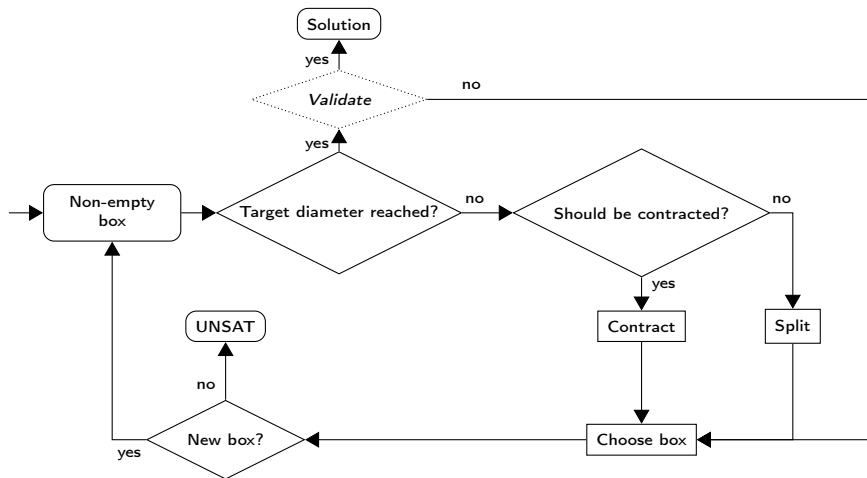 Solution
yes
no
Validate
yes
Non-empty
box
Target diameter reached?
no
Should be contracted?
no
yes
UNSAT
Contract
Split
no
New box?
Choose box
yes